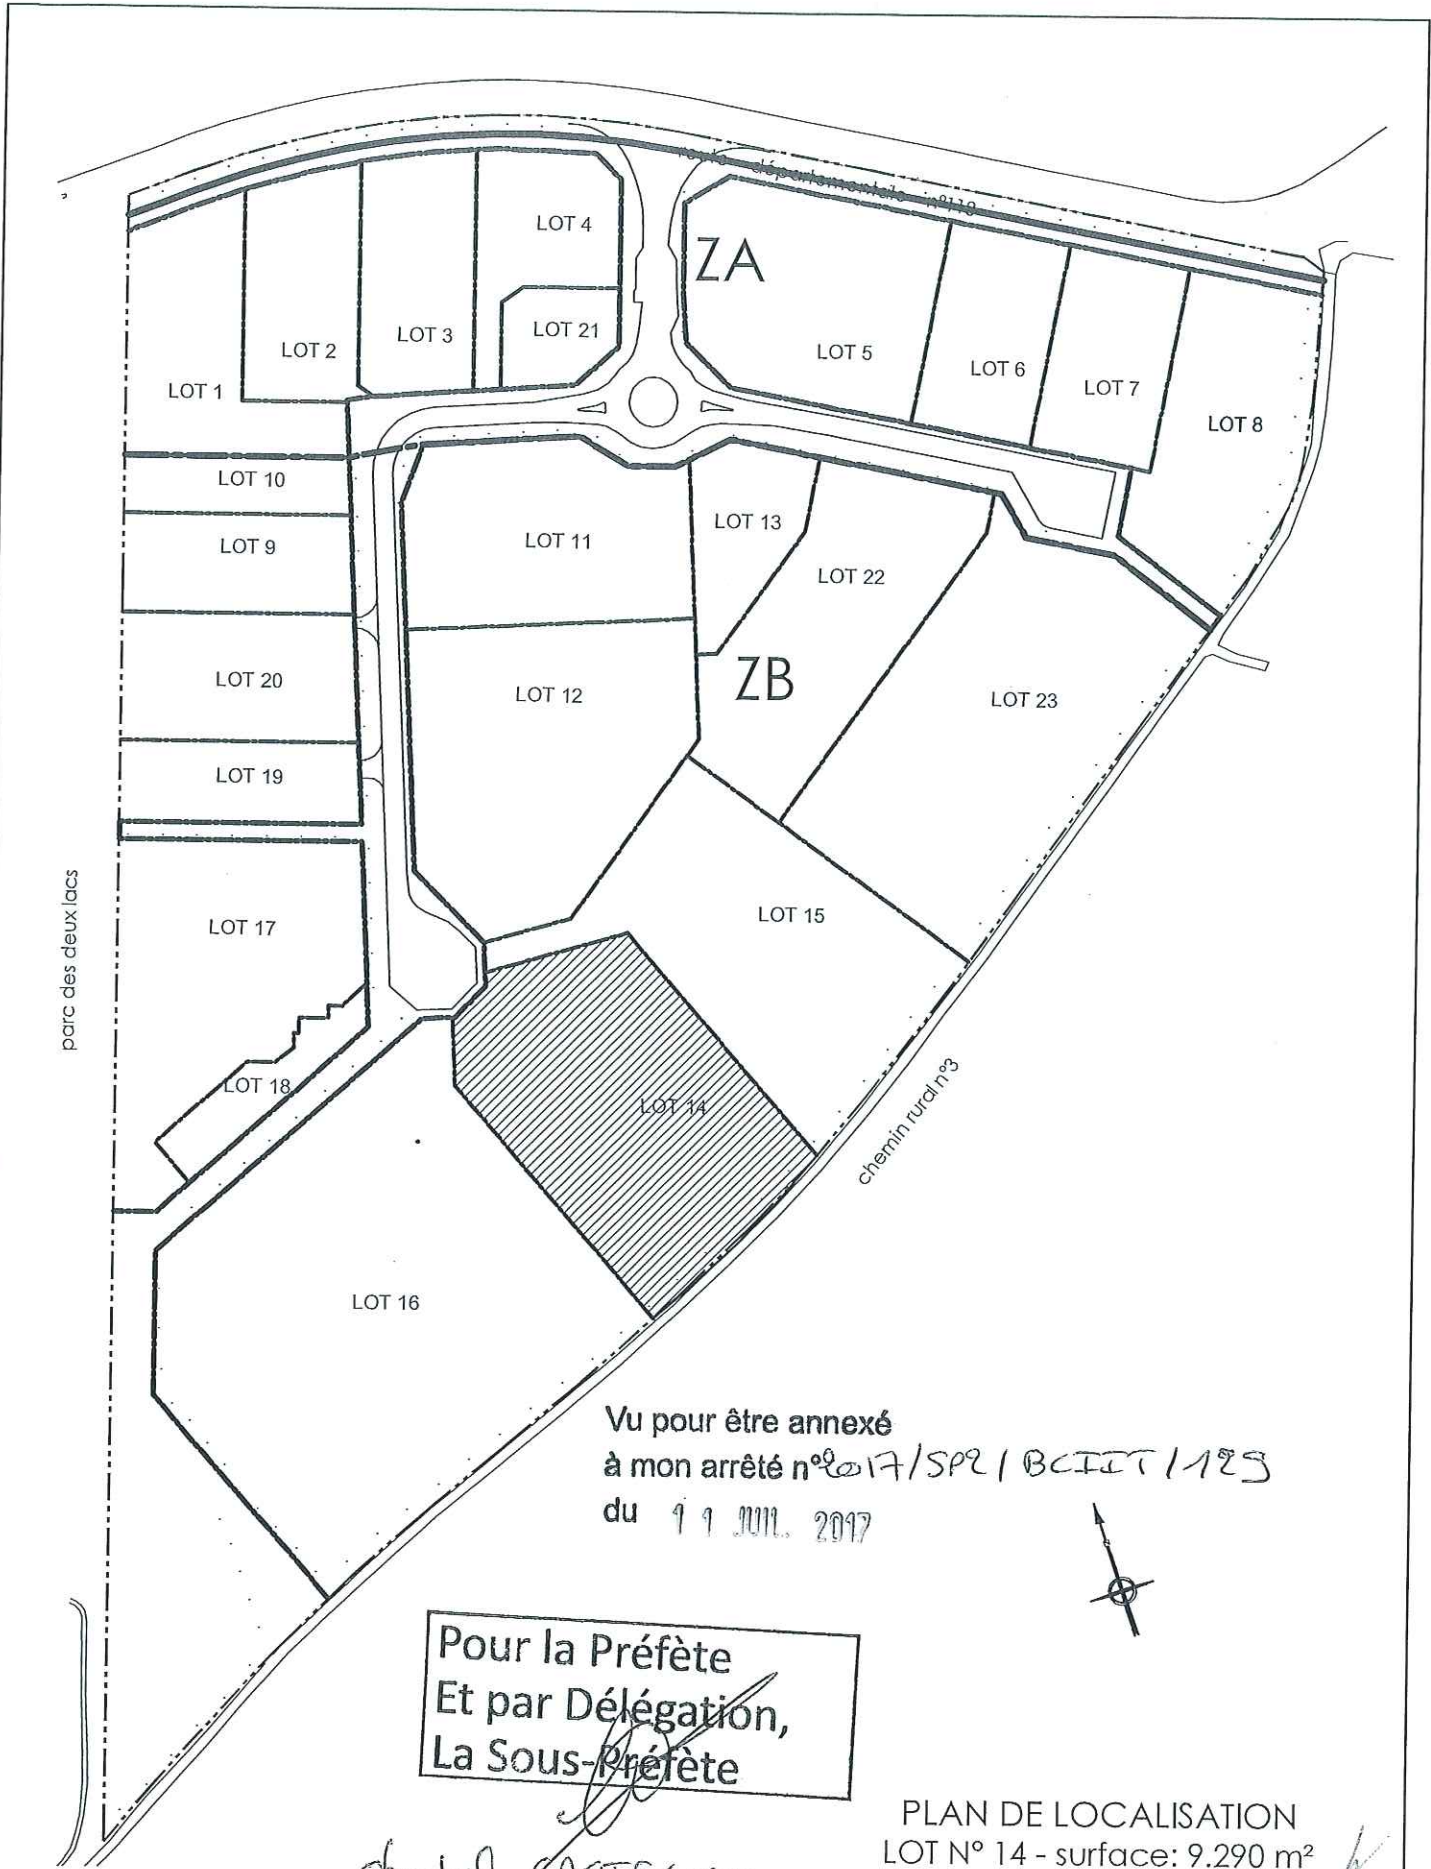 route départementale n°110
LOT 4
ZA
LOT 21
LOT 3
LOT 2
LOT 1
LOT 5
LOT 6
LOT 7
LOT 8
LOT 10
LOT 9
LOT 11
LOT 13
LOT 22
LOT 20
LOT 12
ZB
LOT 23
LOT 19
LOT 17
LOT 15
parc des deux lacs
LOT 18
LOT 14
chemin rural n°3
LOT 16
Vu pour être annexé
à mon arrêté n°2017/SP2/BCIIT/129
du 11 JUIL. 2017
Pour la Préfète
Et par Délégation,
La Sous-Préfète
PLAN DE LOCALISATION
LOT N° 14 - surface: 9.290 m²